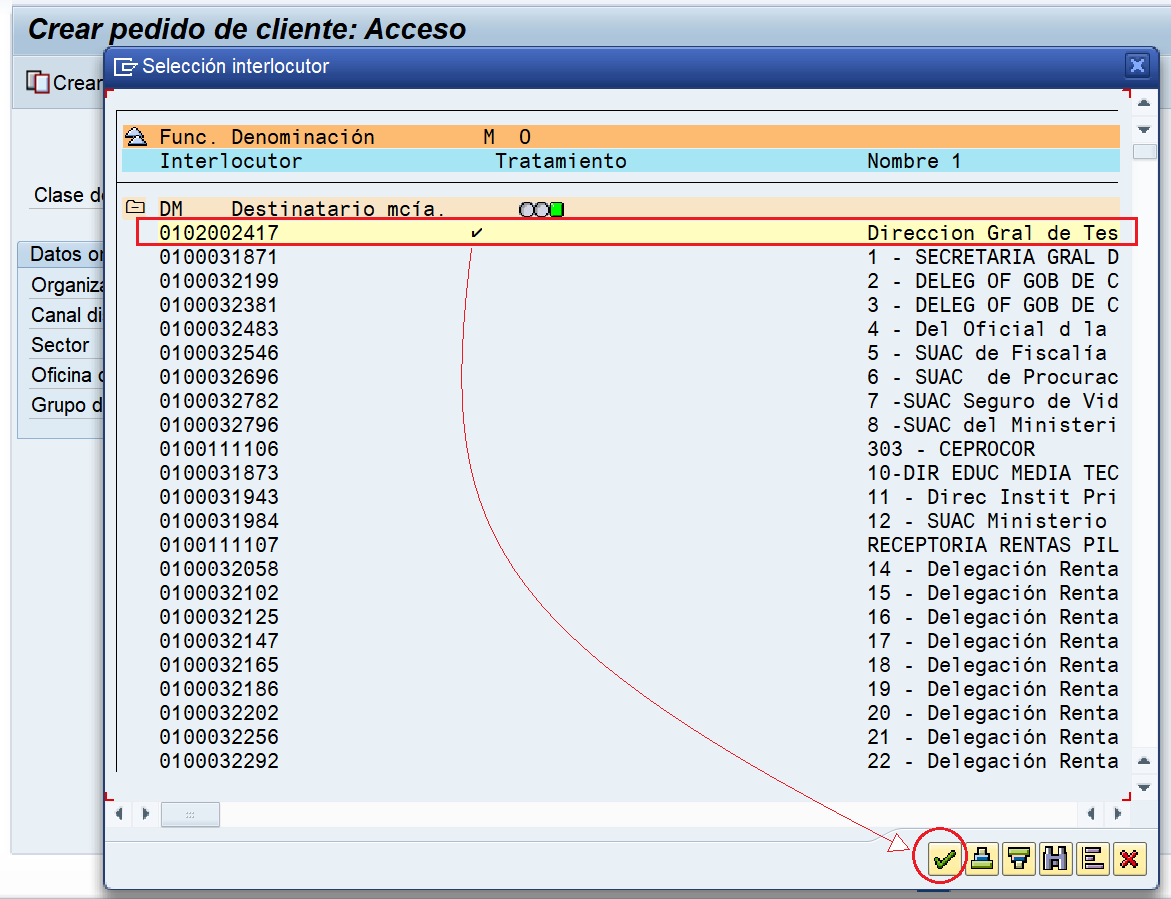 Crear pedido de cliente: Acceso
Selección interlocutor
Crear
Func. Denominación M O
Interlocutor Tratamiento Nombre 1
Clase de
DM Destinatario mcía.
0102002417 Direccion Gral de Tes
0100031871 1 - SECRETARIA GRAL D
Datos or
0100032199 2 - DELEG OF GOB DE C
Organiza
0100032381 3 - DELEG OF GOB DE C
Canal di
0100032483 4 - Del Oficial d la
Sector
0100032546 5 - SUAC de Fiscalía
Oficina
0100032696 6 - SUAC de Procurac
0100032782 7 -SUAC Seguro de Vid
Grupo d
0100032796 8 -SUAC del Ministeri
0100111106 303 - CEPROCOR
0100031873 10-DIR EDUC MEDIA TEC
0100031943 11 - Direc Instit Pri
0100031984 12 - SUAC Ministerio
0100111107 RECEPTORIA RENTAS PIL
0100032058 14 - Delegación Renta
0100032102 15 - Delegación Renta
0100032125 16 - Delegación Renta
0100032147 17 - Delegación Renta
0100032165 18 - Delegación Renta
0100032186 19 - Delegación Renta
0100032202 20 - Delegación Renta
0100032256 21 - Delegación Renta
0100032292 22 - Delegación Renta